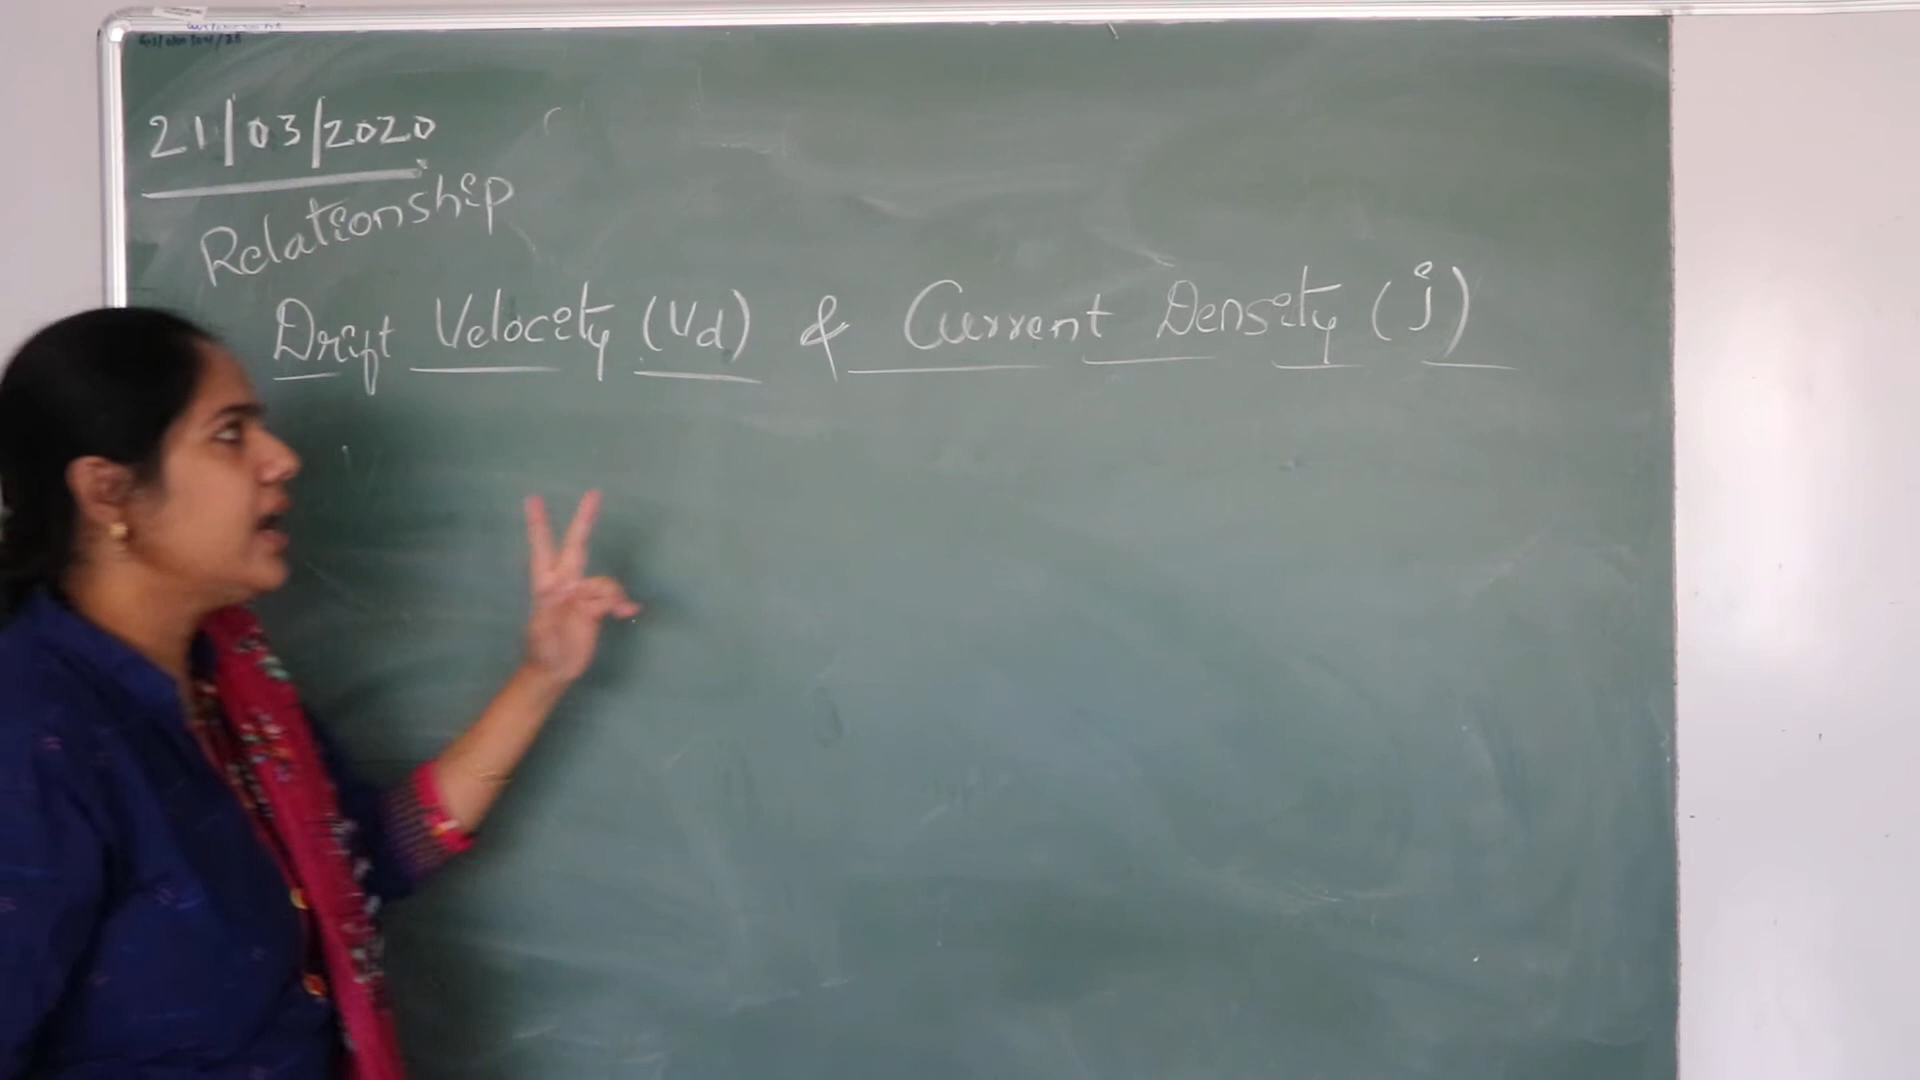 21/03/2020
Relationship
Drift Velocity (Vd) & Current Density (j)